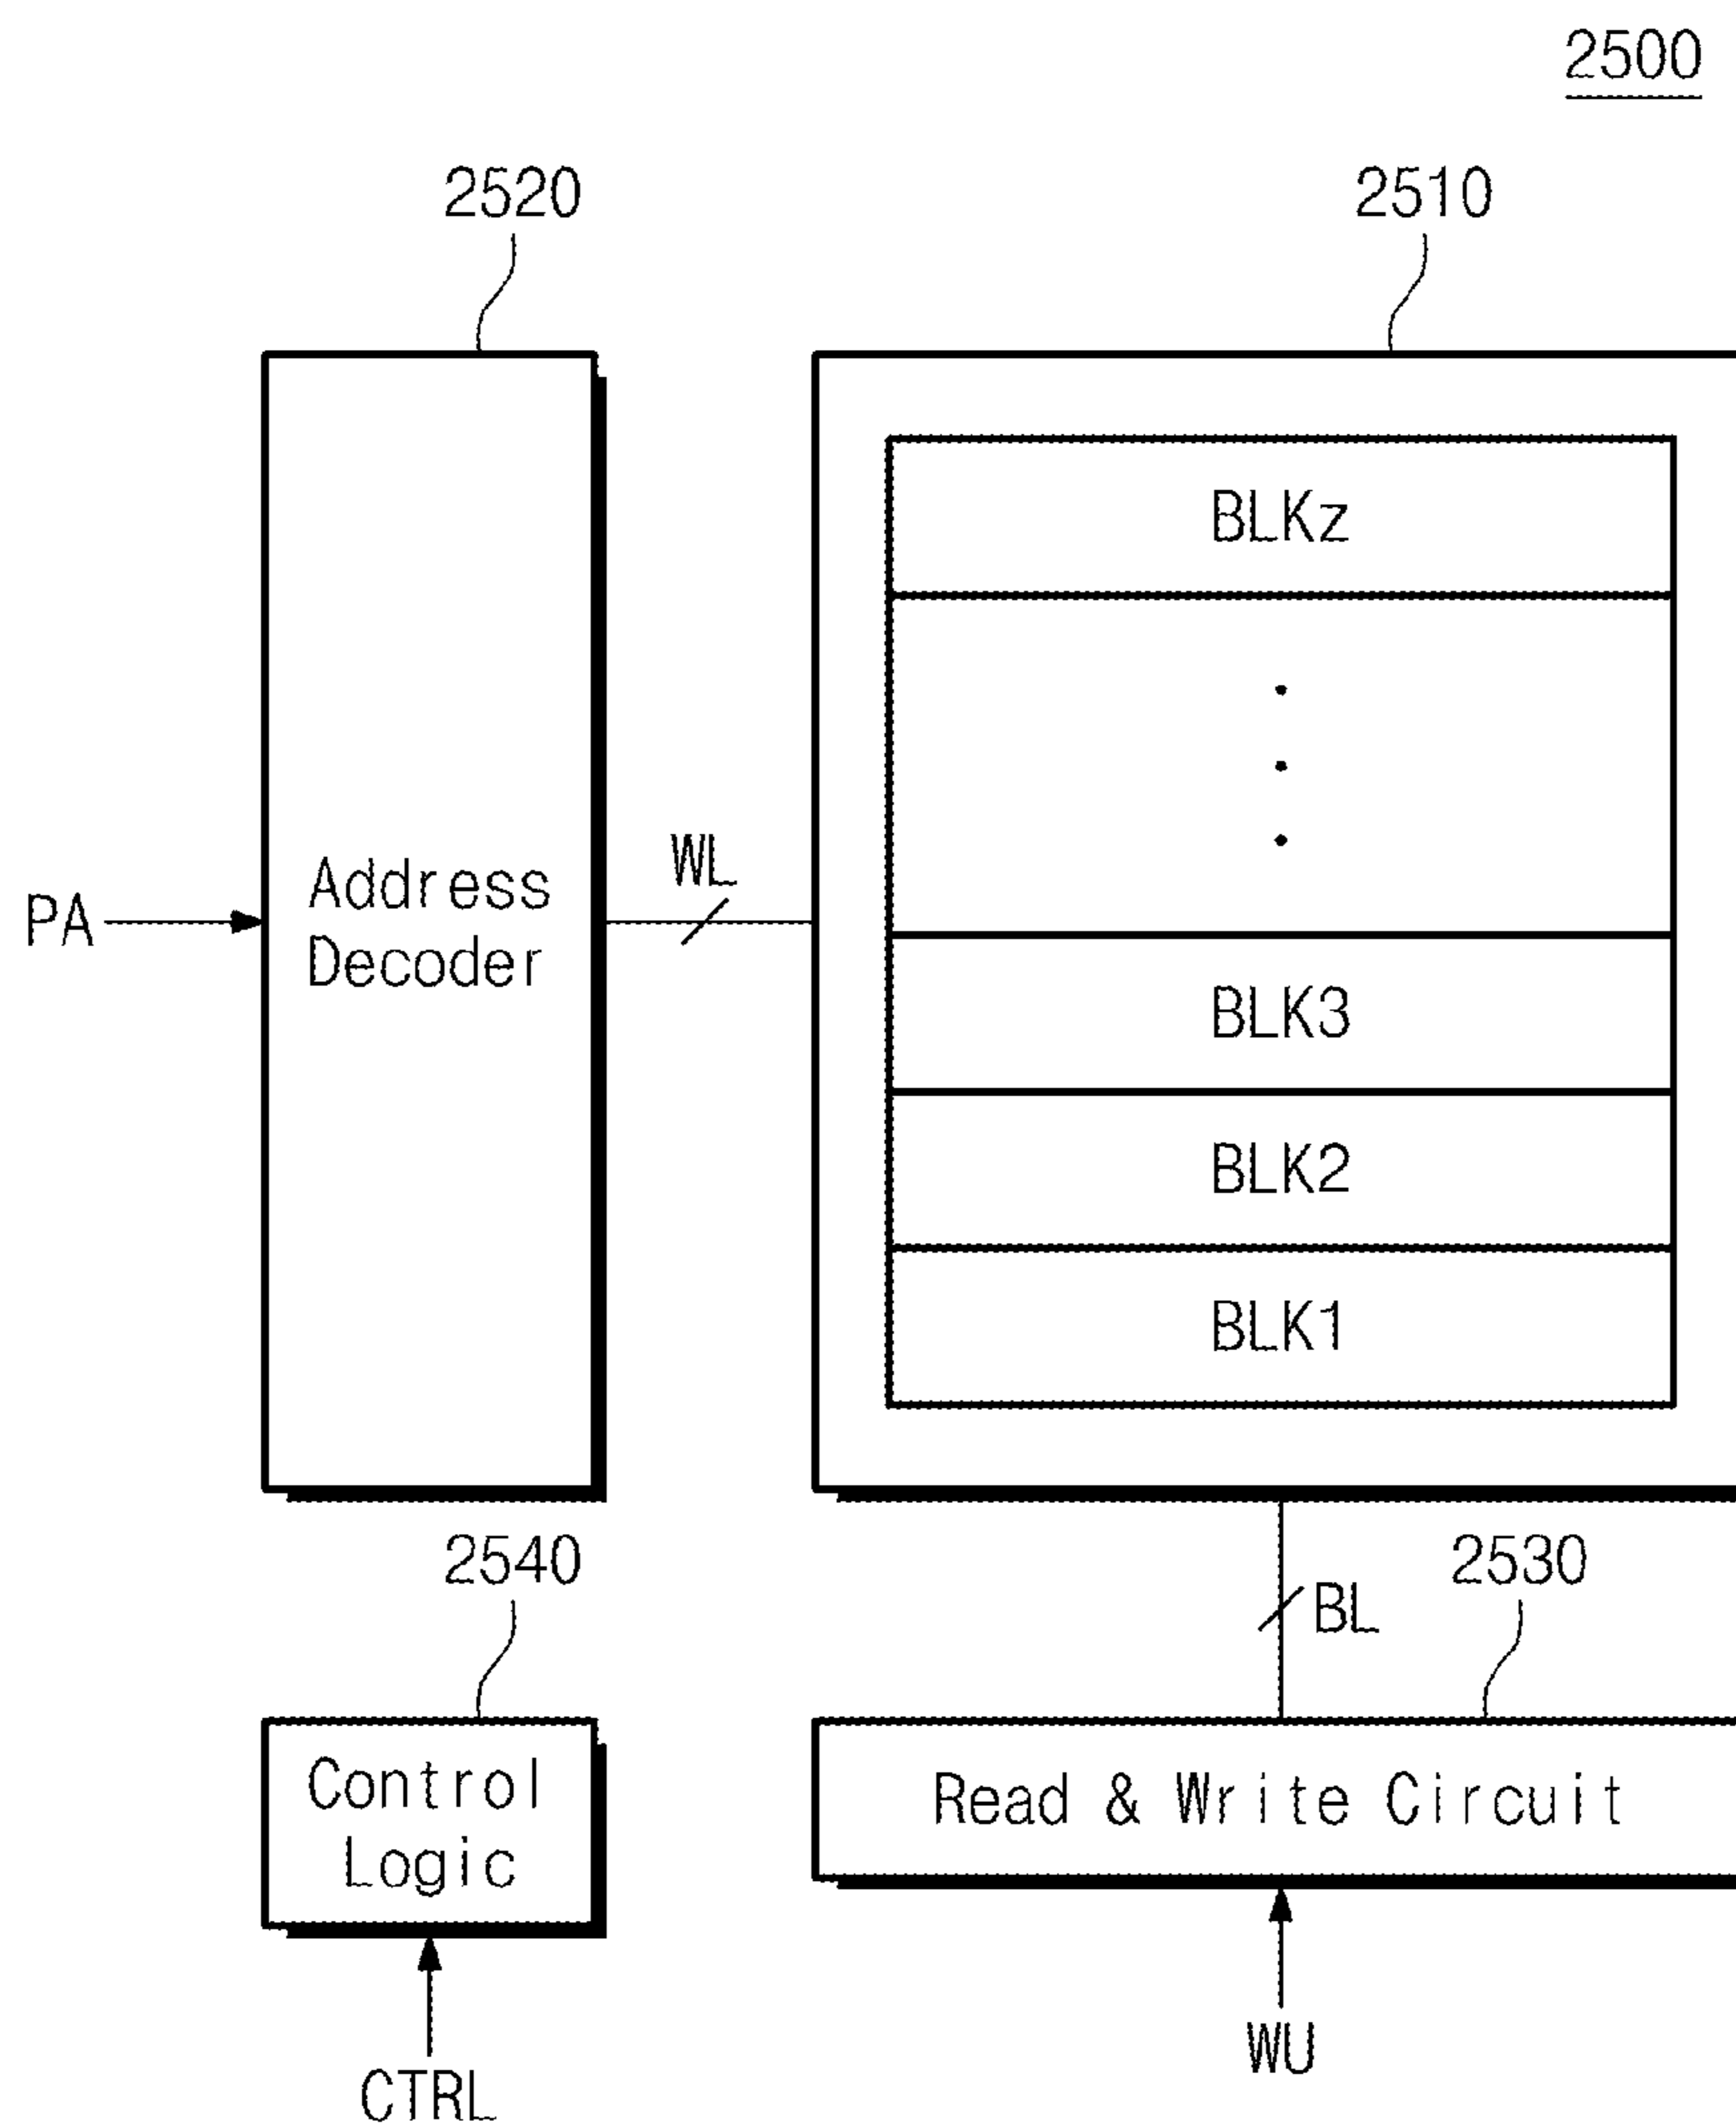 2500
2520
2510
BLKz
WL
Address
Decoder
PA
BLK3
BLK2
BLK1
2540
2530
BL
Control
Logic
Read & Write Circuit
WU
CTRL